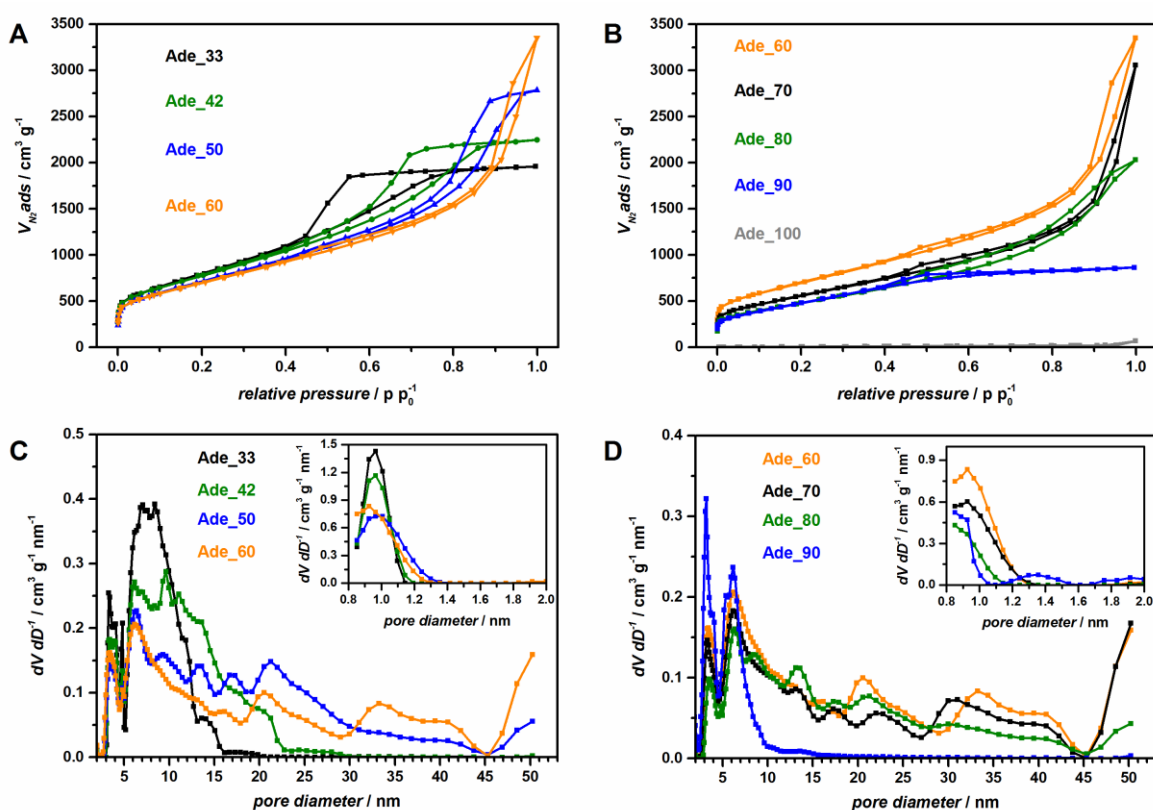 A
Ade_33
Ade_42
Ade_50
Ade_60
3500
3000
2500
2000
1500
1000
500
0
V_N2 ads / cm³ g⁻¹
0.0 0.2 0.4 0.6 0.8 1.0
relative pressure / p p₀⁻¹
B
Ade_60
Ade_70
Ade_80
Ade_90
Ade_100
3500
3000
2500
2000
1500
1000
500
0
V_N2 ads / cm³ g⁻¹
0.0 0.2 0.4 0.6 0.8 1.0
relative pressure / p p₀⁻¹
C
Ade_33
Ade_42
Ade_50
Ade_60
0.5
0.4
0.3
0.2
0.1
0.0
dV dD⁻¹ / cm³ g⁻¹ nm⁻¹
5 10 15 20 25 30 35 40 45 50
pore diameter / nm
1.5
1.2
0.9
0.6
0.3
0.0
dV dD⁻¹ / cm³ g⁻¹ nm⁻¹
0.8 1.0 1.2 1.4 1.6 1.8 2.0
pore diameter / nm
D
Ade_60
Ade_70
Ade_80
Ade_90
0.4
0.3
0.2
0.1
0.0
dV dD⁻¹ / cm³ g⁻¹ nm⁻¹
5 10 15 20 25 30 35 40 45 50
pore diameter / nm
0.9
0.6
0.3
0.0
dV dD⁻¹ / cm³ g⁻¹ nm⁻¹
0.8 1.0 1.2 1.4 1.6 1.8 2.0
pore diameter / nm